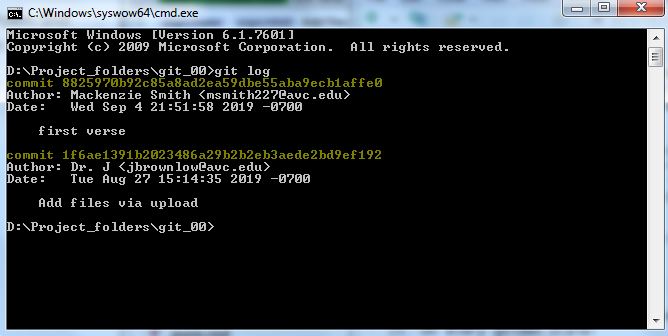 C:\Windows\syswow64\cmd.exe
Microsoft Windows [Version 6.1.7601]
Copyright (c) 2009 Microsoft Corporation.  All rights reserved.
D:\Project_folders\git_00>git log
commit 8825970b92c85a8ad2ea59dbe55aba9ecb1affe0
Author: Mackenzie Smith <msmith227@avc.edu>
Date:   Wed Sep 4 21:51:58 2019 -0700
first verse
commit 1f6ae1391b2023486a29b2b2eb3aede2bd9ef192
Author: Dr. J <jbrownlow@avc.edu>
Date:   Tue Aug 27 15:14:35 2019 -0700
Add files via upload
D:\Project_folders\git_00>